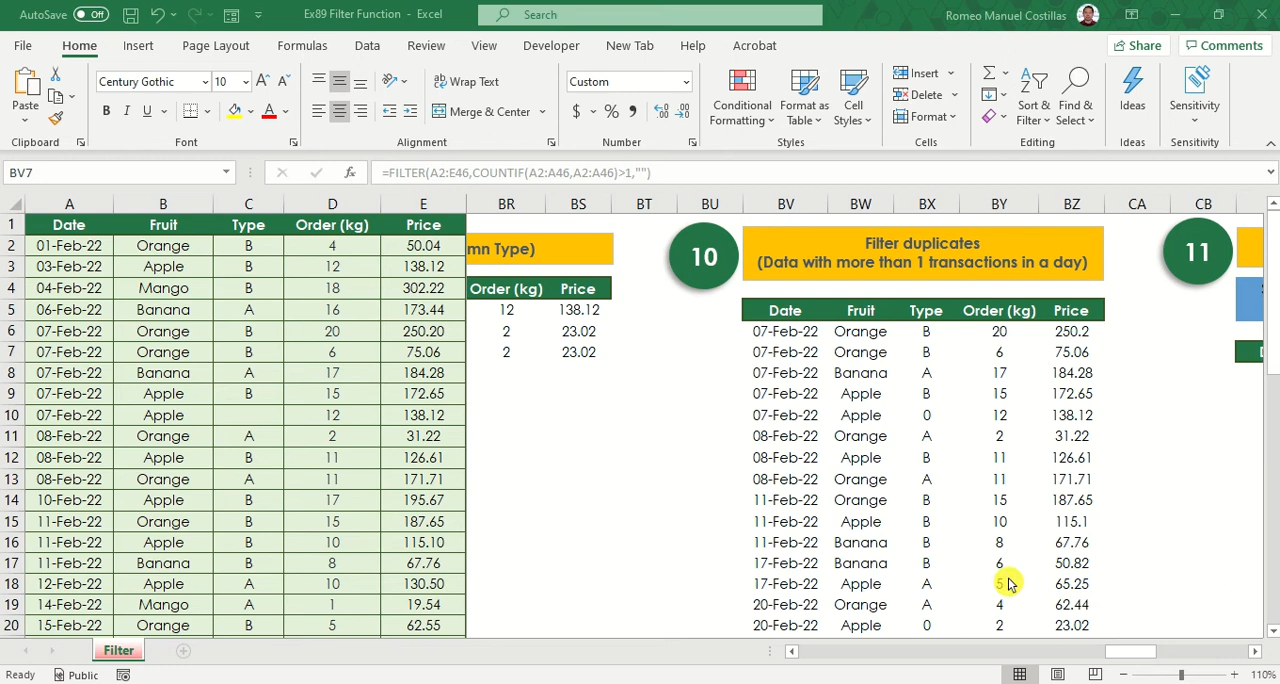 AutoSave Off Ex89 Filter Function - Excel Search Romeo Manuel Costillas
File Home Insert Page Layout Formulas Data Review View Developer New Tab Help Acrobat Share Comments
Paste Century Gothic 10 A A ab Wrap Text Custom Conditional Formatting Format as Table Cell Styles Insert Delete Format Sort & Filter Find & Select Ideas Sensitivity
B I U A Merge & Center $ % 9
Clipboard Font Alignment Number Styles Cells Editing Ideas Sensitivity
BV7 fx =FILTER(A2:E46,COUNTIF(A2:A46,A2:A46)>1,"")
A B C D E BR BS BT BU BV BW BX BY BZ CA CB
1 Date Fruit Type Order (kg) Price
2 01-Feb-22 Orange B 4 50.04
3 03-Feb-22 Apple B 12 138.12
4 04-Feb-22 Mango B 18 302.22
5 06-Feb-22 Banana A 16 173.44
6 07-Feb-22 Orange B 20 250.20
7 07-Feb-22 Orange B 6 75.06
8 07-Feb-22 Banana A 17 184.28
9 07-Feb-22 Apple B 15 172.65
10 07-Feb-22 Apple 12 138.12
11 08-Feb-22 Orange A 2 31.22
12 08-Feb-22 Apple B 11 126.61
13 08-Feb-22 Orange A 11 171.71
14 10-Feb-22 Apple B 17 195.67
15 11-Feb-22 Orange B 15 187.65
16 11-Feb-22 Apple B 10 115.10
17 11-Feb-22 Banana B 8 67.76
18 12-Feb-22 Apple A 10 130.50
19 14-Feb-22 Mango A 1 19.54
20 15-Feb-22 Orange B 5 62.55
mn Type)
Order (kg) Price
12 138.12
2 23.02
2 23.02
10
Filter duplicates
(Data with more than 1 transactions in a day)
Date Fruit Type Order (kg) Price
07-Feb-22 Orange B 20 250.2
07-Feb-22 Orange B 6 75.06
07-Feb-22 Banana A 17 184.28
07-Feb-22 Apple B 15 172.65
07-Feb-22 Apple 0 12 138.12
08-Feb-22 Orange A 2 31.22
08-Feb-22 Apple B 11 126.61
08-Feb-22 Orange A 11 171.71
11-Feb-22 Orange B 15 187.65
11-Feb-22 Apple B 10 115.1
11-Feb-22 Banana B 8 67.76
17-Feb-22 Banana B 6 50.82
17-Feb-22 Apple A 5 65.25
20-Feb-22 Orange A 4 62.44
20-Feb-22 Apple 0 2 23.02
11
Filter
Ready Public 110%